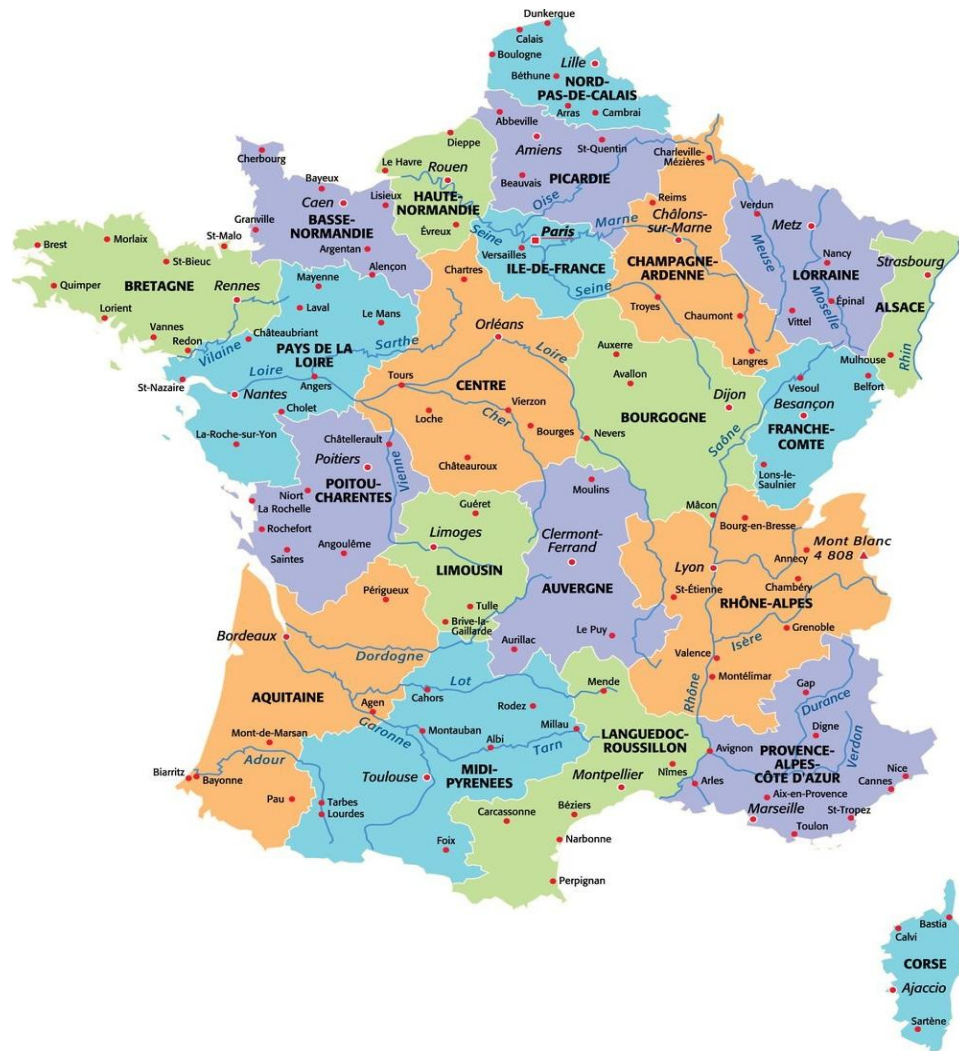 Dunkerque
Calais
Boulogne
Lille
Béthune
NORD-
PAS-DE-CALAIS
Arras
Cambrai
Abbeville
Dieppe
Amiens
St-Quentin
Charleville-
Mézières
Cherbourg
Le Havre
Rouen
Beauvais
PICARDIE
Oise
Bayeux
Caen
Lisieux
HAUTE-
NORMANDIE
Reims
Verdun
Metz
Granville
BASSE-
NORMANDIE
Évreux
Seine
Paris
Marne
Châlons-
sur-Marne
Meuse
Nancy
Strasbourg
Brest
Morlaix
St-Malo
Argentan
Versailles
ILE-DE-FRANCE
CHAMPAGNE-
ARDENNE
LORRAINE
St-Bieuc
Alençon
Chartres
Seine
Moselle
Épinal
ALSACE
Quimper
BRETAGNE
Rennes
Mayenne
Laval
Le Mans
Troyes
Chaumont
Vittel
Lorient
Vannes
Redon
Vilaine
Châteaubriant
PAYS DE LA
LOIRE
Sarthe
Orléans
Loire
Auxerre
Langres
Mulhouse
Rhin
St-Nazaire
Loire
Angers
Nantes
Tours
CENTRE
Avallon
Dijon
Vesoul
Belfort
Besançon
Cholet
Loche
Cher
Vierzon
Bourges
BOURGOGNE
FRANCHE-
COMTE
La-Roche-sur-Yon
Châtellerault
Nevers
Saône
Poitiers
Vienne
Châteauroux
Lons-le-
Saulnier
POITOU-
CHARENTES
Niort
La Rochelle
Moulins
Guéret
Mâcon
Bourg-en-Bresse
Rochefort
Saintes
Angoulême
Limoges
LIMOUSIN
Clermont-
Ferrand
AUVERGNE
Lyon
Annecy
Mont Blanc
4 808
Chambéry
St-Étienne
RHÔNE-ALPES
Périgueux
Tulle
Brive-la-
Gaillarde
Bordeaux
Dordogne
Aurillac
Le Puy
Isère
Grenoble
Valence
Montélimar
AQUITAINE
Agen
Lot
Cahors
Rodez
Mende
Rhône
Gap
Durance
Garonne
Montauban
Albi
Millau
Tarn
LANGUEDOC-
ROUSSILLON
Digne
Verdon
Mont-de-Marsan
Adour
Biarritz
Bayonne
Toulouse
MIDI-
PYRENEES
Montpellier
Nîmes
Avignon
Arles
PROVENCE-
ALPES-
CÔTE D'AZUR
Nice
Cannes
Aix-en-Provence
Marseille
St-Tropez
Toulon
Pau
Tarbes
Lourdes
Foix
Carcassonne
Béziers
Narbonne
Perpignan
Bastia
Calvi
CORSE
Ajaccio
Sartène